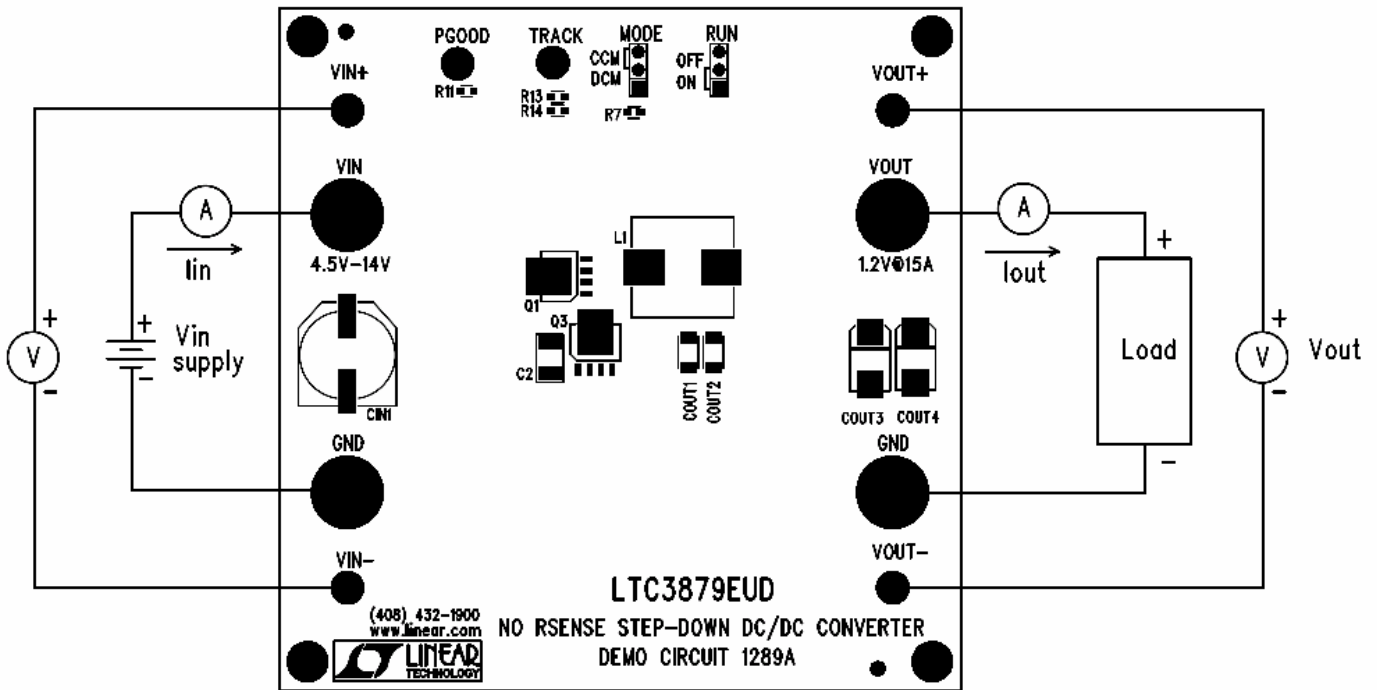 PGOOD
TRACK
MODE
RUN
CCM
DCM
OFF
ON
VIN+
VOUT+
R11
R13
R14
R7
VIN
VOUT
A
A
Iin
Iout
4.5V-14V
1.2V@15A
L1
Q1
Q3
C2
COUT1
COUT2
CIN1
COUT3
COUT4
+
V
-
+
Vin
supply
-
+
Load
-
+
V
-
Vout
GND
GND
VIN-
VOUT-
LTC3879EUD
(408) 432-1900
www.linear.com
NO RSENSE STEP-DOWN DC/DC CONVERTER
LINEAR
TECHNOLOGY
DEMO CIRCUIT 1289A